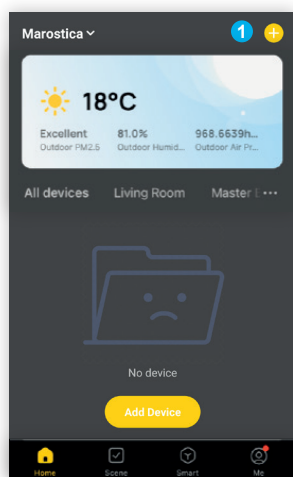 Marostica
1
18°C
Excellent 81.0% 968.6639h...
Outdoor PM2.5 Outdoor Humid... Outdoor Air Pr...
All devices Living Room Master ...
No device
Add Device
Home Scene Smart Me